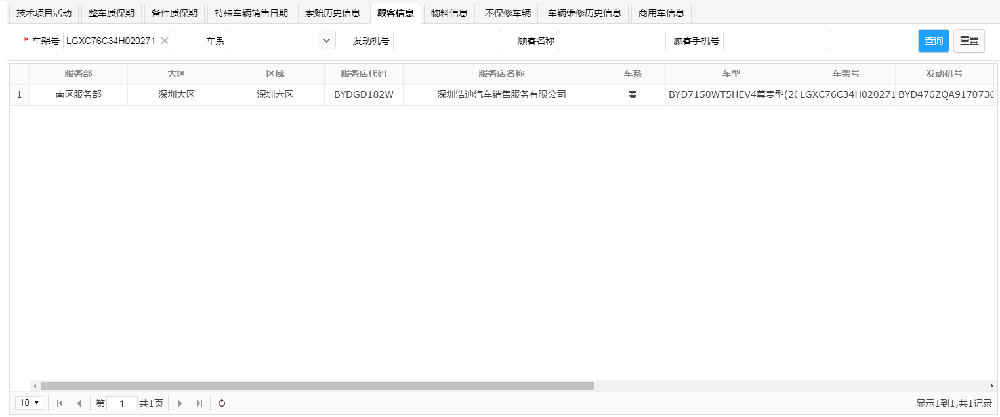 技术项目活动 整车质保期 备件质保期 特殊车辆销售日期 索赔历史信息 顾客信息 物料信息 不保修车辆 车辆维修历史信息 商用车信息
* 车架号 LGXC76C34H020271 车系 发动机号 顾客名称 顾客手机号 查询 重置
服务部 大区 区域 服务店代码 服务店名称 车系 车型 车架号 发动机号
1 南区服务部 深圳大区 深圳六区 BYDGD182W 深圳浩迪汽车销售服务有限公司 秦 BYD7150WT5HEV4尊贵型(20 LGXC76C34H020271 BYD476ZQA9170736
10 第 1 共1页 显示1到1,共1记录